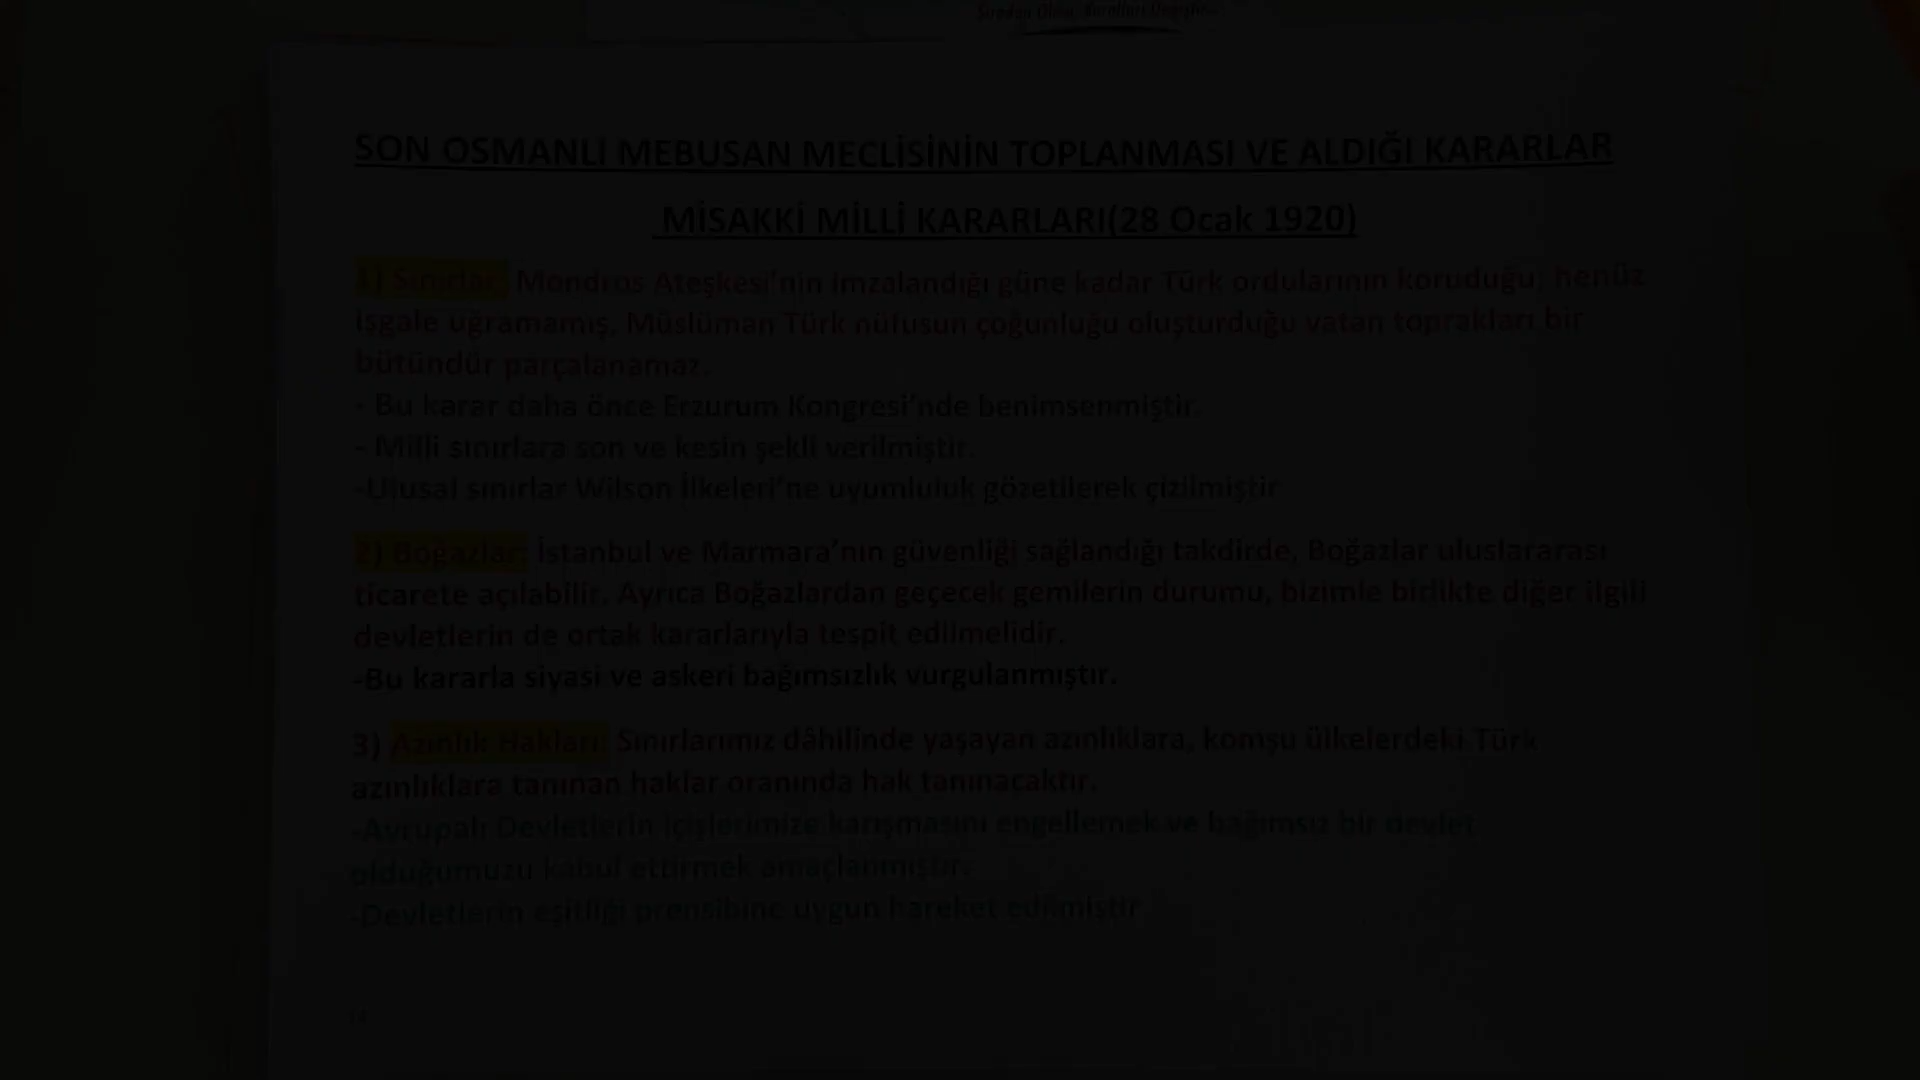 Sıradan Olma, Kuralları Değiştir...
SON OSMANLI MEBUSAN MECLİSİNİN TOPLANMASI VE ALDIĞI KARARLAR
MİSAKKİ MİLLİ KARARLARI(28 Ocak 1920)
1) Sınırlar: Mondros Ateşkesi'nin imzalandığı güne kadar Türk ordularının koruduğu, henüz
işgale uğramamış, Müslüman Türk nüfusun çoğunluğu oluşturduğu vatan toprakları bir
bütündür parçalanamaz.
- Bu karar daha önce Erzurum Kongresi'nde benimsenmiştir.
- Milli sınırlara son ve kesin şekli verilmiştir.
-Ulusal sınırlar Wilson İlkeleri'ne uyumluluk gözetilerek çizilmiştir
2) Boğazlar: İstanbul ve Marmara'nın güvenliği sağlandığı takdirde, Boğazlar uluslararası
ticarete açılabilir. Ayrıca Boğazlardan geçecek gemilerin durumu, bizimle birlikte diğer ilgili
devletlerin de ortak kararlarıyla tespit edilmelidir.
-Bu kararla siyasi ve askeri bağımsızlık vurgulanmıştır.
3) Azınlık Hakları: Sınırlarımız dâhilinde yaşayan azınlıklara, komşu ülkelerdeki Türk
azınlıklara tanınan haklar oranında hak tanınacaktır.
-Avrupalı Devletlerin içişlerimize karışmasını engellemek ve bağımsız bir devlet
olduğumuzu kabul ettirmek amaçlanmıştır.
-Devletlerin eşitliği prensibine uygun hareket edilmiştir